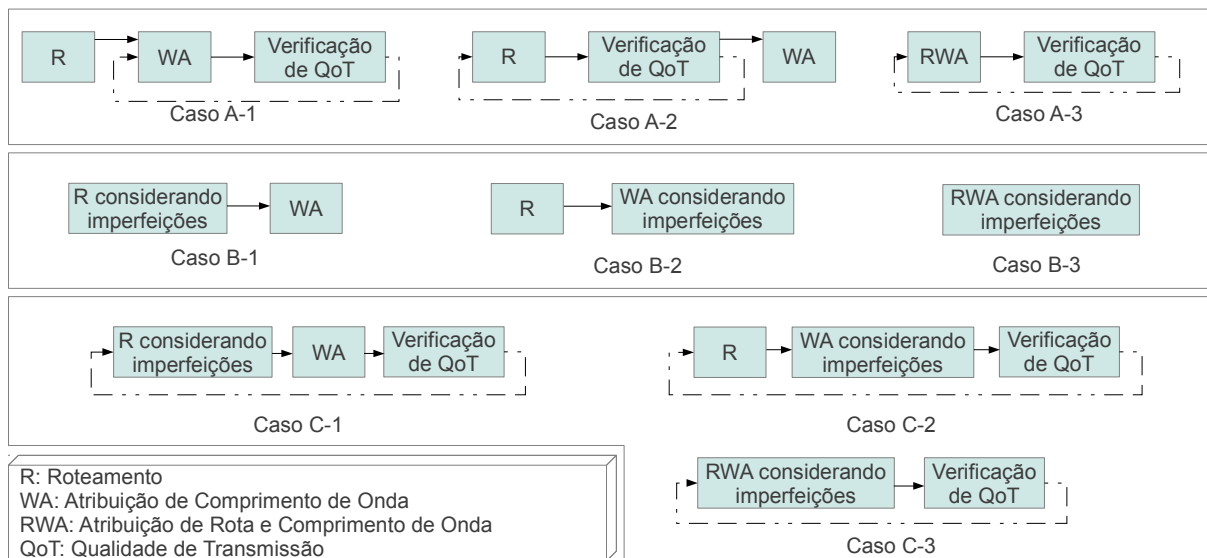 R
WA
Verificação
de QoT
Caso A-1
R
Verificação
de QoT
WA
Caso A-2
RWA
Verificação
de QoT
Caso A-3
R considerando
imperfeições
WA
Caso B-1
R
WA considerando
imperfeições
Caso B-2
RWA considerando
imperfeições
Caso B-3
R considerando
imperfeições
WA
Verificação
de QoT
Caso C-1
R
WA considerando
imperfeições
Verificação
de QoT
Caso C-2
RWA considerando
imperfeições
Verificação
de QoT
Caso C-3
R: Roteamento
WA: Atribuição de Comprimento de Onda
RWA: Atribuição de Rota e Comprimento de Onda
QoT: Qualidade de Transmissão